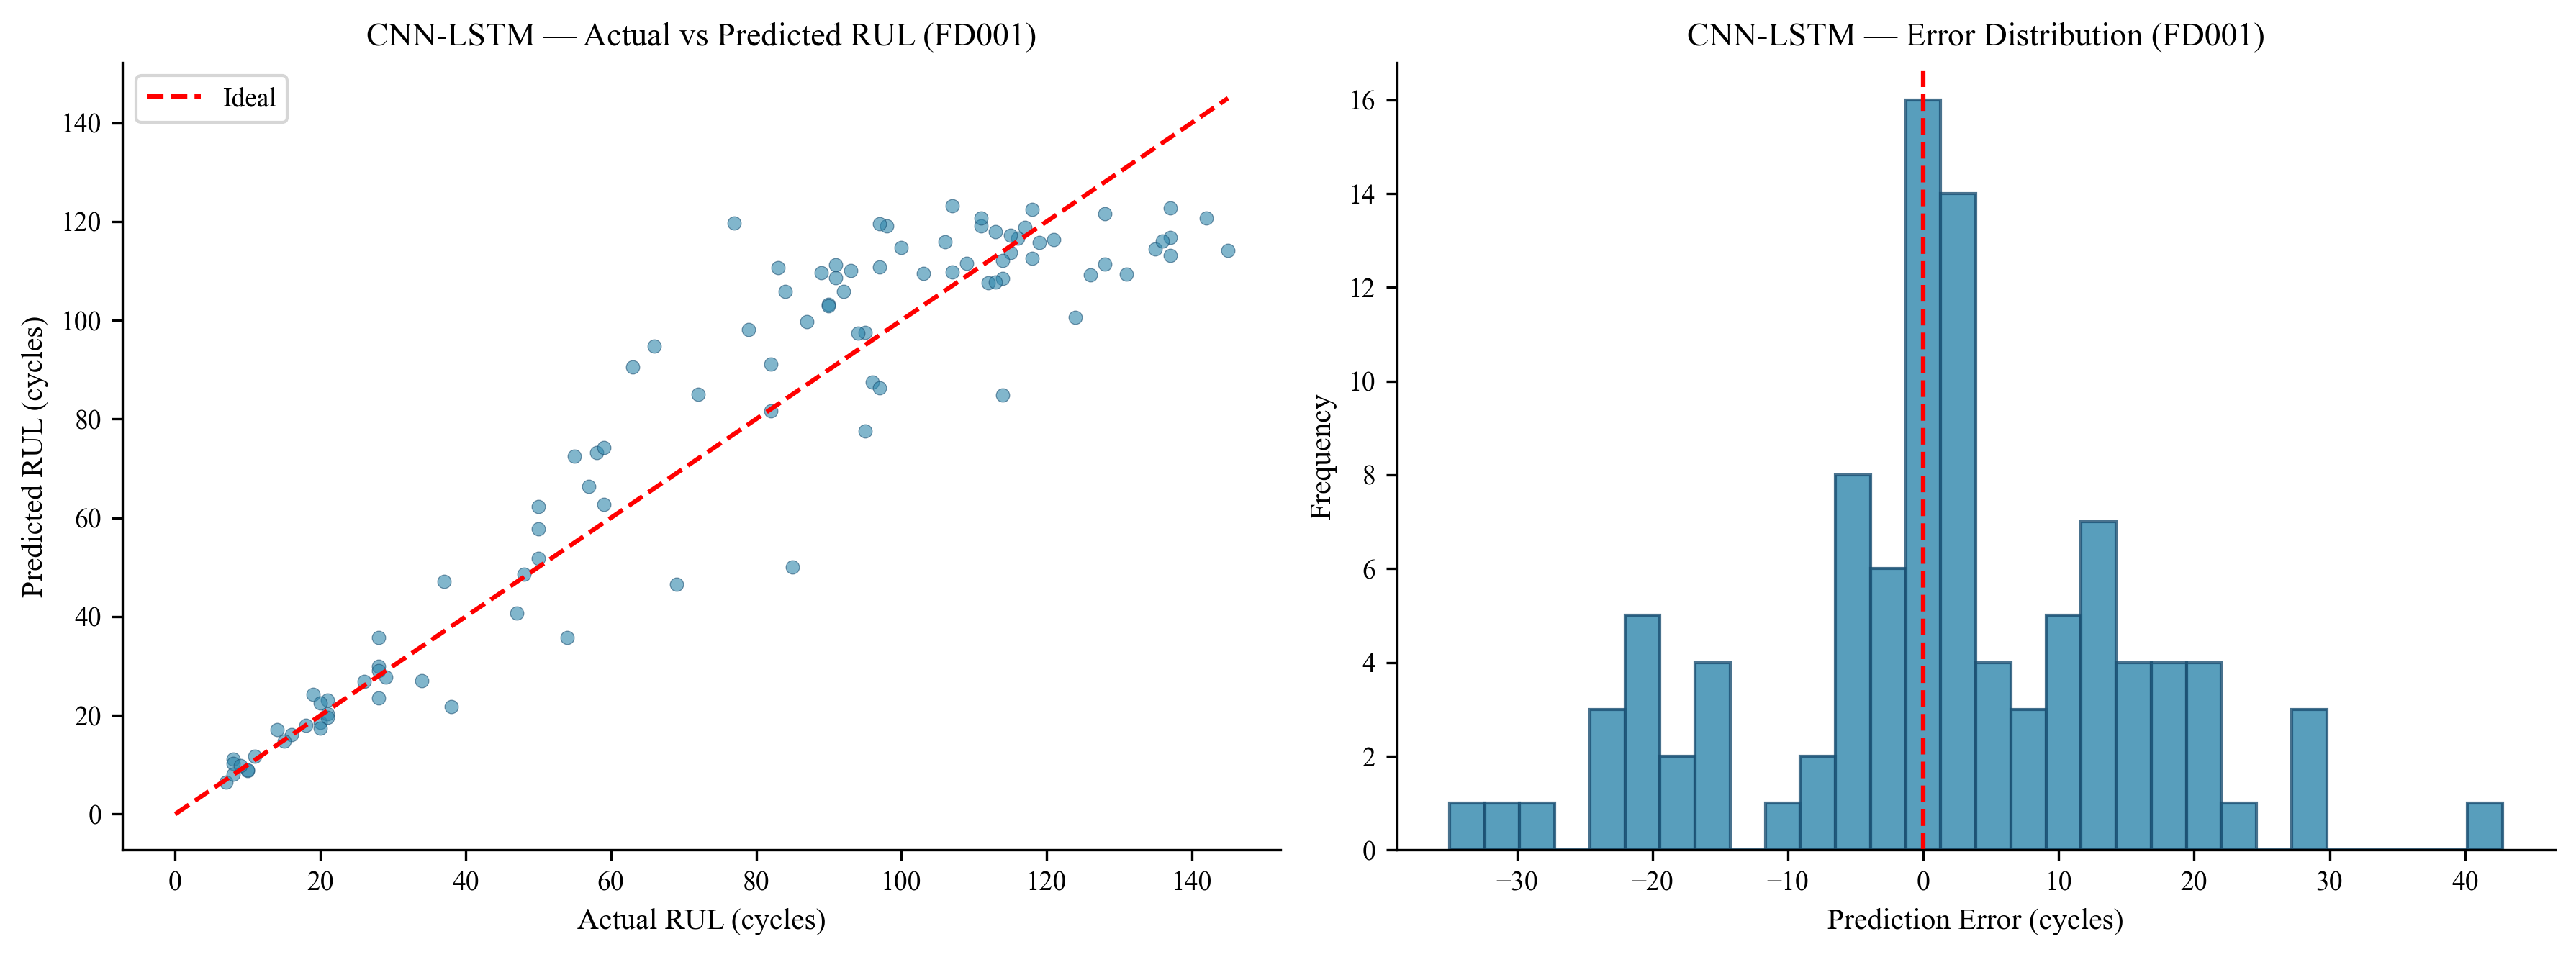 CNN-LSTM — Actual vs Predicted RUL (FD001)
Ideal
140
120
100
80
60
40
20
0
Predicted RUL (cycles)
0 20 40 60 80 100 120 140
Actual RUL (cycles)
CNN-LSTM — Error Distribution (FD001)
16
14
12
10
8
6
4
2
0
Frequency
−30 −20 −10 0 10 20 30 40
Prediction Error (cycles)